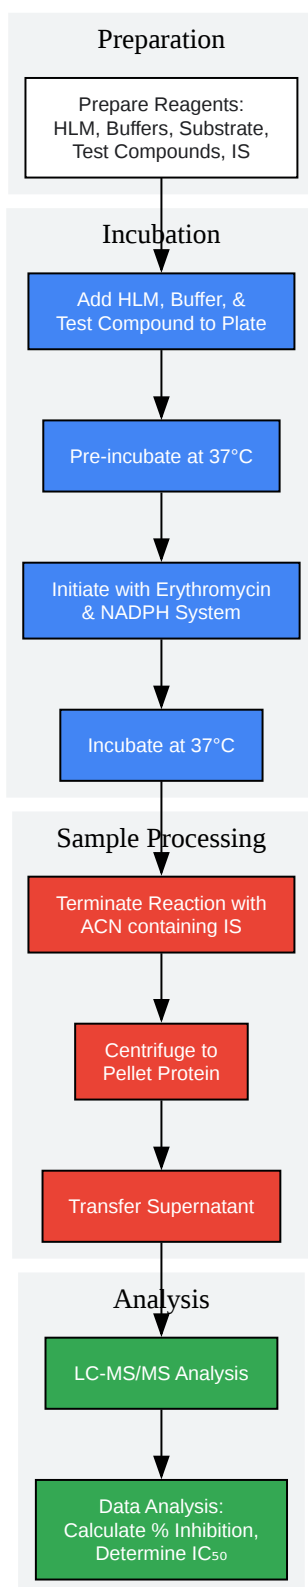 Preparation
Prepare Reagents:
HLM, Buffers, Substrate,
Test Compounds, IS
Incubation
Add HLM, Buffer, &
Test Compound to Plate
Pre-incubate at 37°C
Initiate with Erythromycin
& NADPH System
Incubate at 37°C
Sample Processing
Terminate Reaction with
ACN containing IS
Centrifuge to
Pellet Protein
Transfer Supernatant
Analysis
LC-MS/MS Analysis
Data Analysis:
Calculate % Inhibition,
Determine IC₅₀